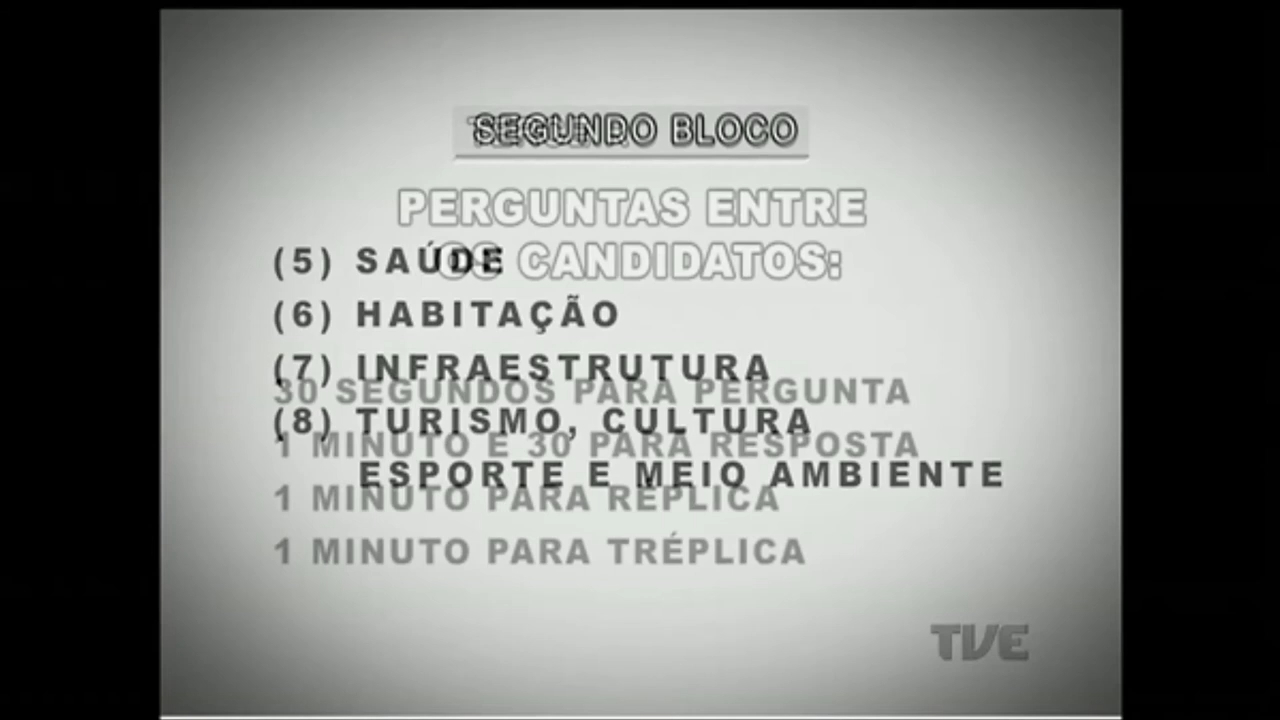 SEGUNDO BLOCO
PERGUNTAS ENTRE
OS CANDIDATOS:
(5) SAÚDE
(6) HABITAÇÃO
(7) INFRAESTRUTURA
30 SEGUNDOS PARA PERGUNTA
(8) TURISMO, CULTURA
1 MINUTO E 30 PARA RESPOSTA
ESPORTE E MEIO AMBIENTE
1 MINUTO PARA RÉPLICA
1 MINUTO PARA TRÉPLICA
TVE